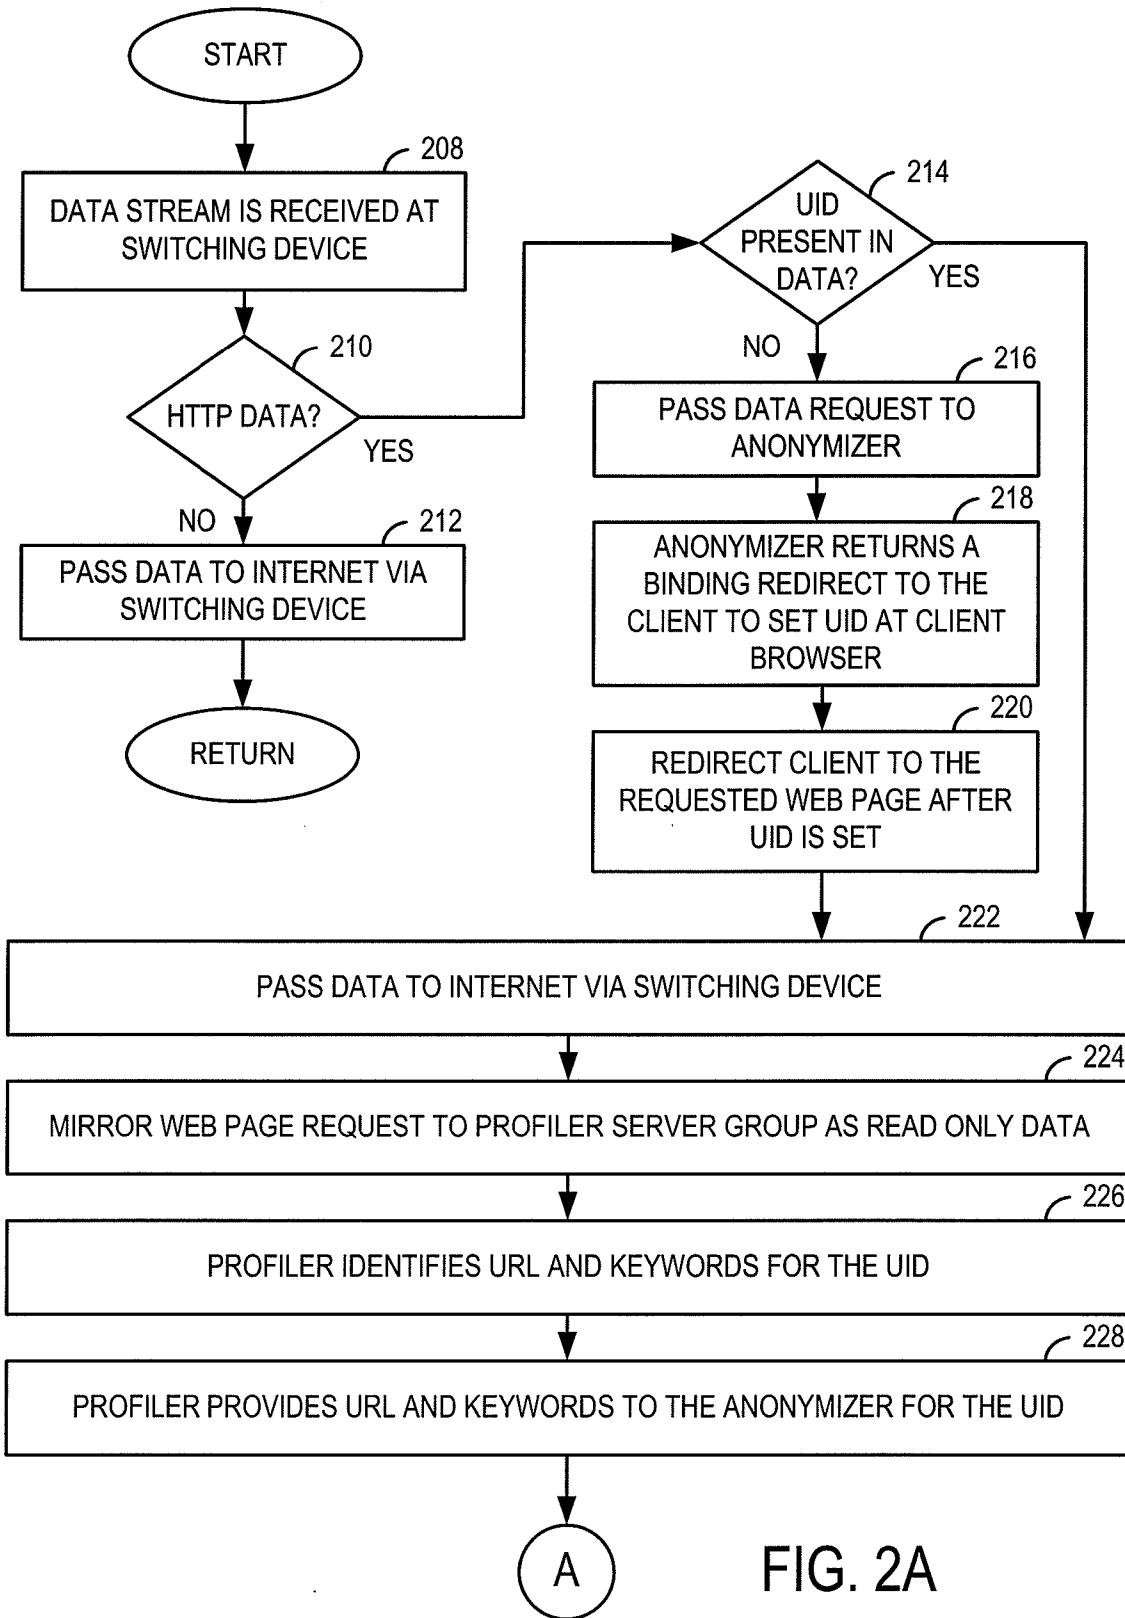 START
208
DATA STREAM IS RECEIVED AT
SWITCHING DEVICE
210
HTTP DATA?
YES
NO
212
PASS DATA TO INTERNET VIA
SWITCHING DEVICE
RETURN
214
UID
PRESENT IN
DATA?
YES
NO
216
PASS DATA REQUEST TO
ANONYMIZER
218
ANONYMIZER RETURNS A
BINDING REDIRECT TO THE
CLIENT TO SET UID AT CLIENT
BROWSER
220
REDIRECT CLIENT TO THE
REQUESTED WEB PAGE AFTER
UID IS SET
222
PASS DATA TO INTERNET VIA SWITCHING DEVICE
224
MIRROR WEB PAGE REQUEST TO PROFILER SERVER GROUP AS READ ONLY DATA
226
PROFILER IDENTIFIES URL AND KEYWORDS FOR THE UID
228
PROFILER PROVIDES URL AND KEYWORDS TO THE ANONYMIZER FOR THE UID
A
FIG. 2A